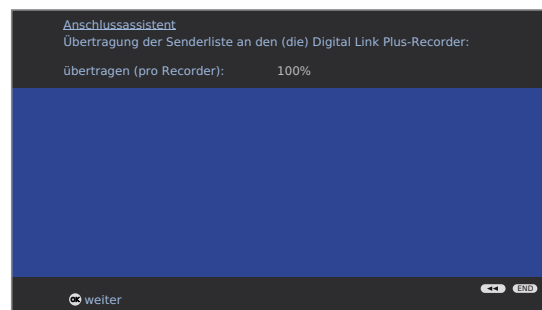 Anschlussassistent
Übertragung der Senderliste an den (die) Digital Link Plus-Recorder:
übertragen (pro Recorder): 100%
END
OK weiter